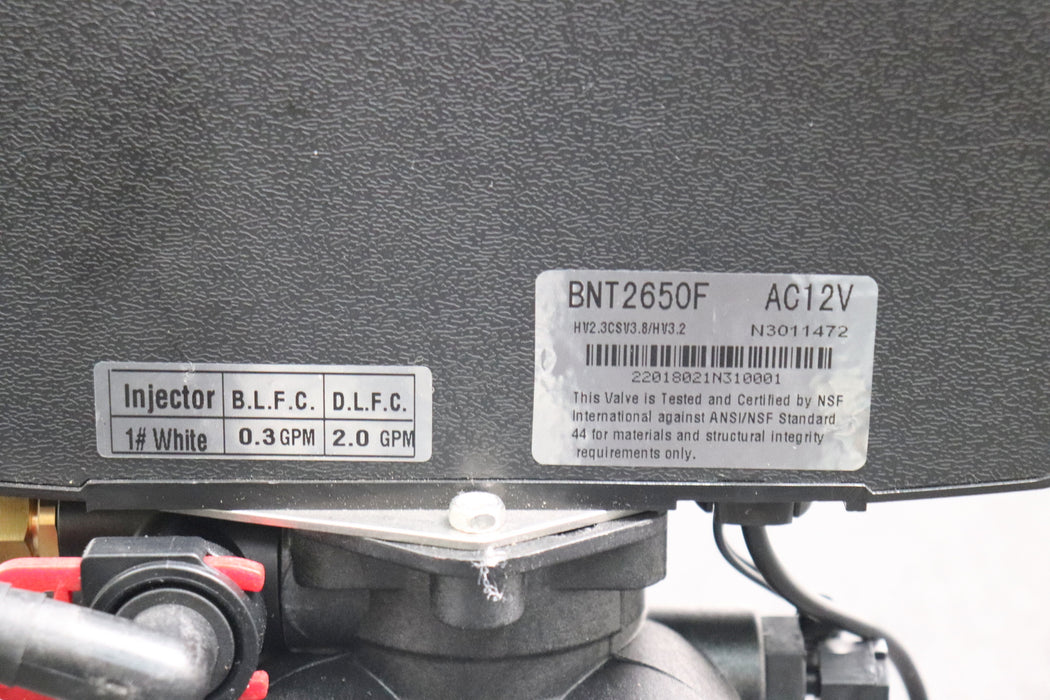 BNT2650F AC12V
HV2.3CSV3.8/HV3.2 N3011472
22018021N310001
This Valve is Tested and Certified by NSF
International against ANSI/NSF Standard
44 for materials and structural integrity
requirements only.
Injector B.L.F.C. D.L.F.C.
1# White 0.3 GPM 2.0 GPM